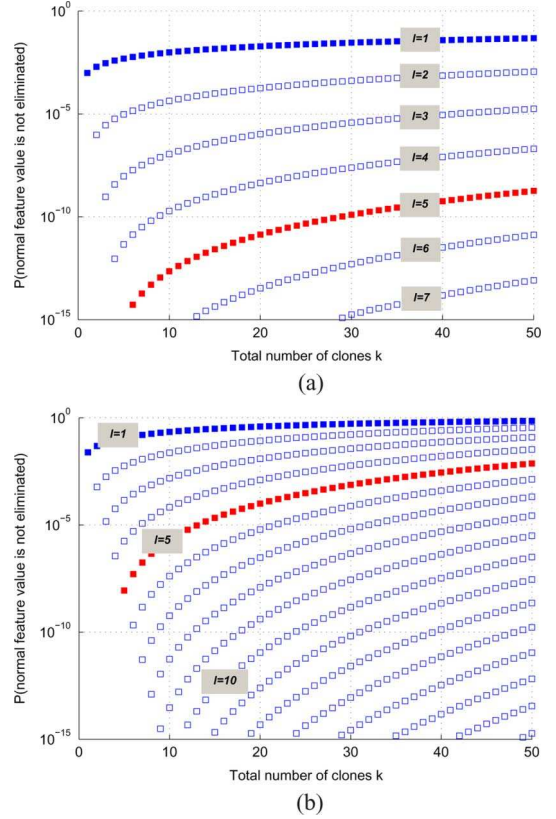 10^0
10^-5
10^-10
10^-15
P(normal feature value is not eliminated)
l=1
l=2
l=3
l=4
l=5
l=6
l=7
0 10 20 30 40 50
Total number of clones k
(a)
10^0
10^-5
10^-10
10^-15
P(normal feature value is not eliminated)
l=1
l=5
l=10
0 10 20 30 40 50
Total number of clones k
(b)